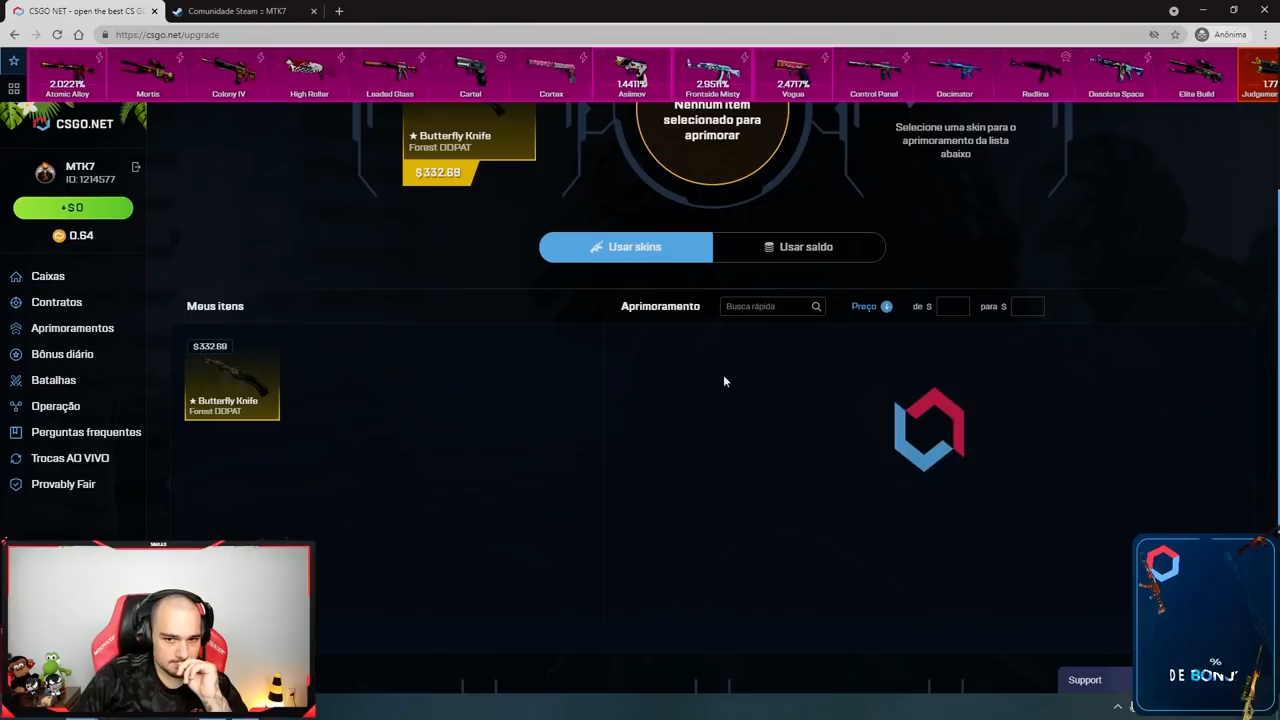 CSGO NET - open the best CS G
Comunidade Steam :: MTK7
https://csgo.net/upgrade
Anônima
2.0221%
Atomic Alloy
Mortis
Colony IV
High Roller
Leaded Glass
Cartel
Cortex
1.4411%
Asiimov
2.9511%
Frontside Misty
2.4717%
Vogue
Control Panel
Decimator
Redline
Desolate Space
Elite Build
1.77
Judgemen
CSGO.NET
MTK7
ID: 1214577
+$ 0
0.64
Caixas
Contratos
Aprimoramentos
Bônus diário
Batalhas
Operação
Perguntas frequentes
Trocas AO VIVO
Provably Fair
★ Butterfly Knife
Forest DDPAT
$332.69
Nenhum item
selecionado para
aprimorar
Selecione uma skin para o
aprimoramento da lista
abaixo
Usar skins
Usar saldo
Meus itens
Aprimoramento
Busca rápida
Preço
de $
para $
$332.69
★ Butterfly Knife
Forest DDPAT
Support
%
DE BÔNU